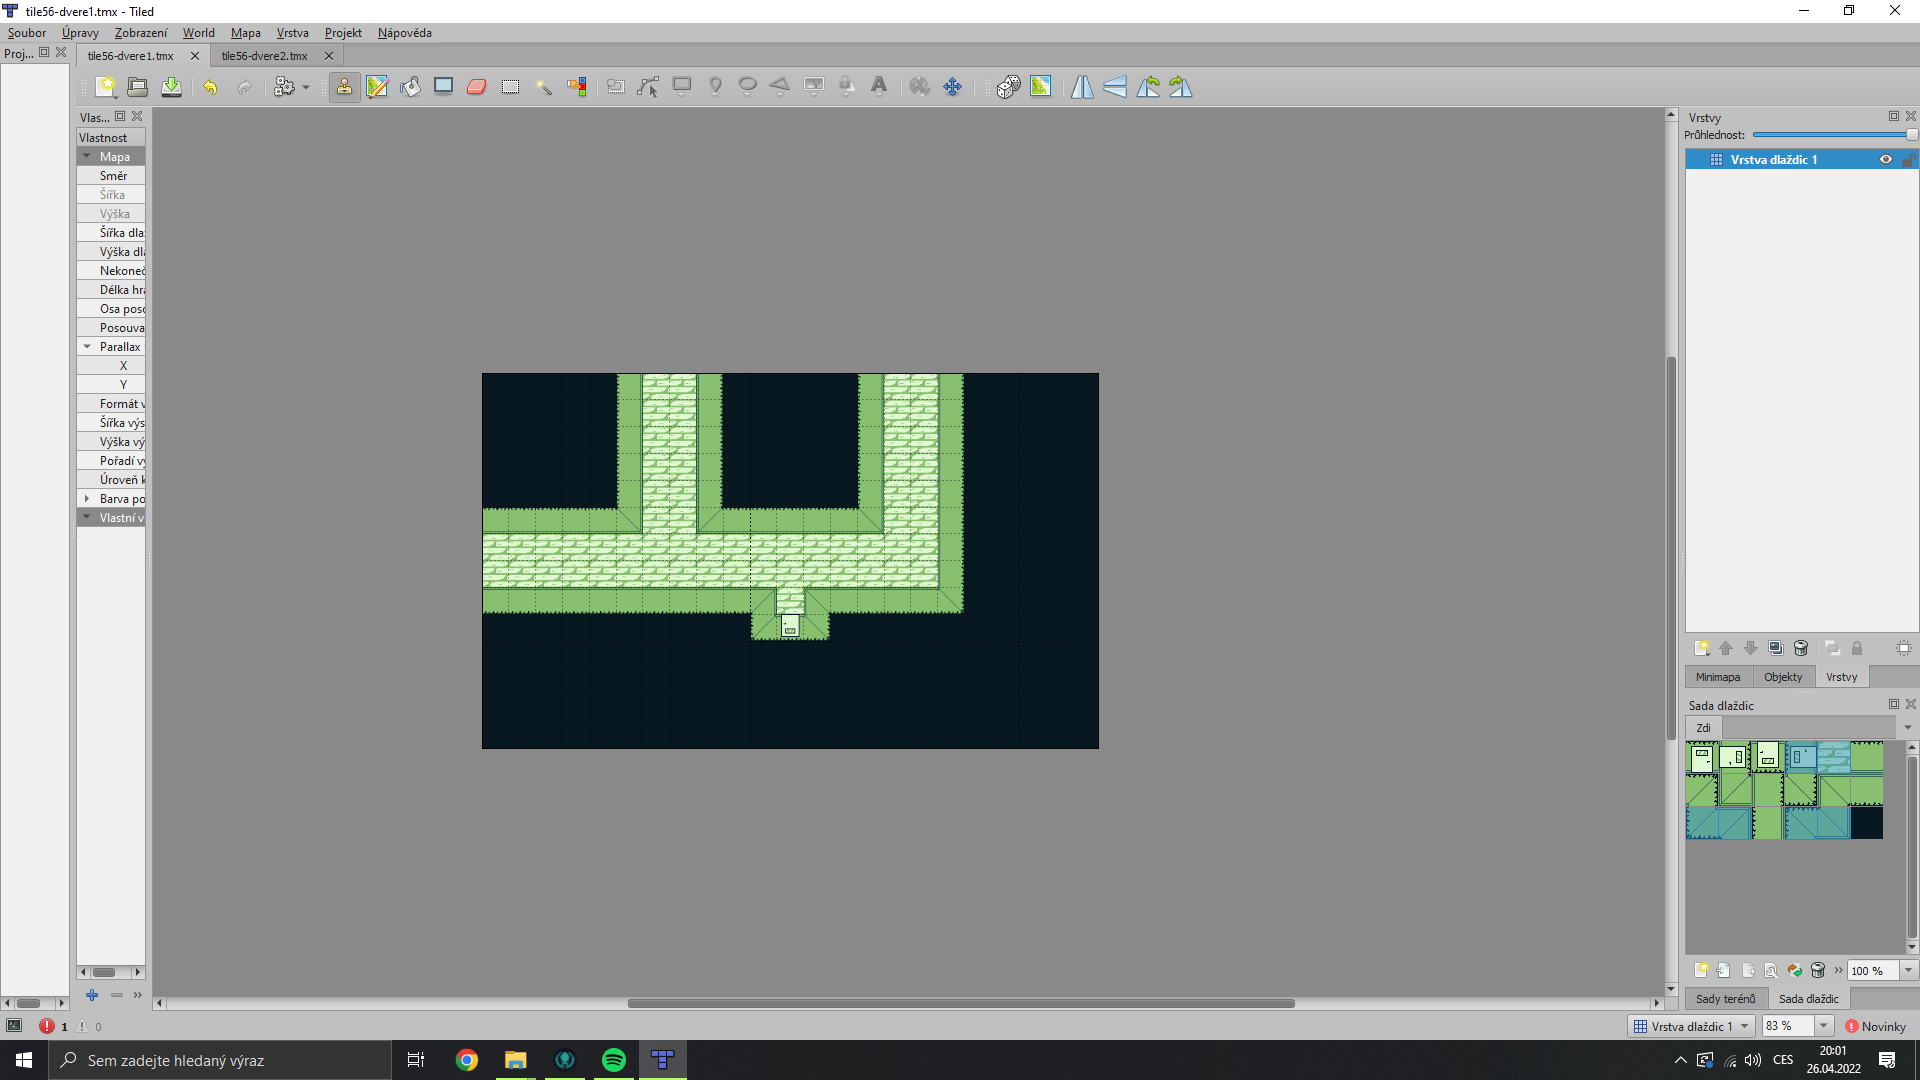 tile56-dvere1.tmx - Tiled
Soubor Úpravy Zobrazení World Mapa Vrstva Projekt Nápověda
Proj...
tile56-dvere1.tmx
tile56-dvere2.tmx
Vlas...
Vlastnost
Mapa
Směr
Šířka
Výška
Šířka dla
Výška dl
Nekoneč
Délka hr
Osa poso
Posouva
Parallax
X
Y
Formát v
Šířka výs
Výška vý
Pořadí vy
Úroveň k
Barva po
Vlastní v
Vrstvy
Průhlednost:
Vrstva dlaždic 1
Minimapa Objekty Vrstvy
Sada dlaždic
Zdi
100 %
Sady terénů Sada dlaždic
1 0
Vrstva dlaždic 1 83 % Novinky
Sem zadejte hledaný výraz
CES
20:01
26.04.2022